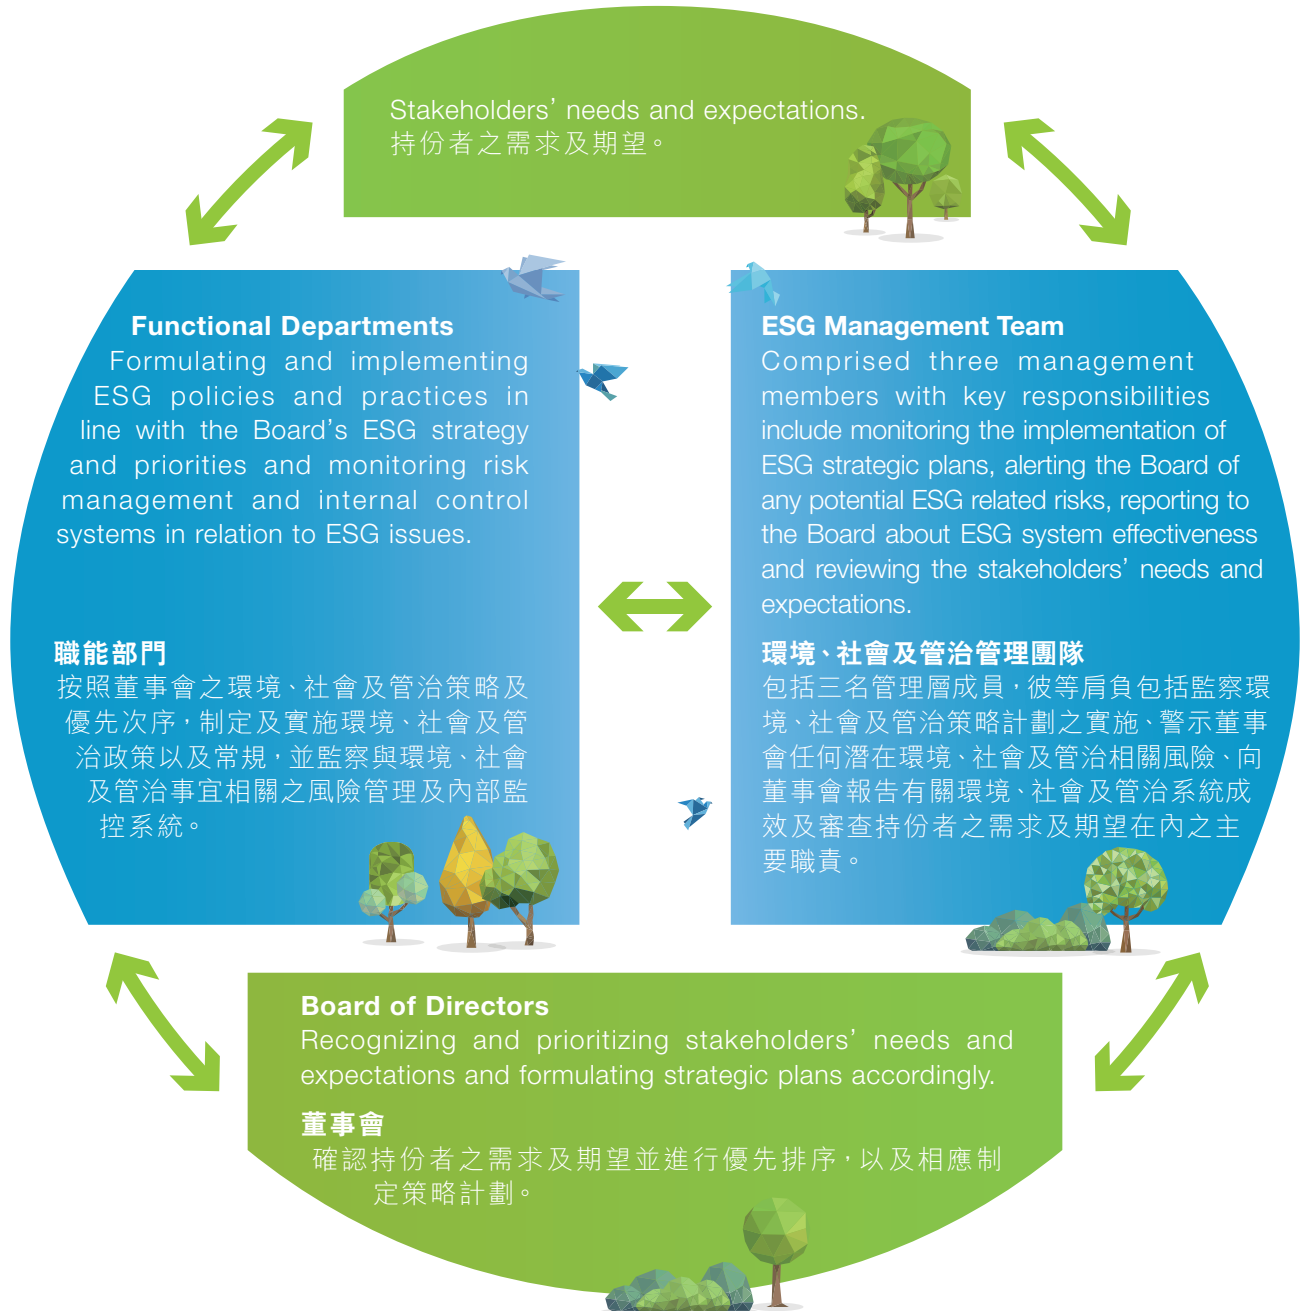 Stakeholders’ needs and expectations.
持份者之需求及期望。
Functional Departments
Formulating and implementing
ESG policies and practices in
line with the Board’s ESG strategy
and priorities and monitoring risk
management and internal control
systems in relation to ESG issues.
職能部門
按照董事會之環境、社會及管治策略及
優先次序，制定及實施環境、社會及管
治政策以及常規，並監察與環境、社會
及管治事宜相關之風險管理及內部監
控系統。
ESG Management Team
Comprised three management
members with key responsibilities
include monitoring the implementation of
ESG strategic plans, alerting the Board of
any potential ESG related risks, reporting to
the Board about ESG system effectiveness
and reviewing the stakeholders’ needs and
expectations.
環境、社會及管治管理團隊
包括三名管理層成員，彼等肩負包括監察環
境、社會及管治策略計劃之實施、警示董事
會任何潛在環境、社會及管治相關風險、向
董事會報告有關環境、社會及管治系統成
效及審查持份者之需求及期望在內之主
要職責。
Board of Directors
Recognizing and prioritizing stakeholders’ needs and
expectations and formulating strategic plans accordingly.
董事會
確認持份者之需求及期望並進行優先排序，以及相應制
定策略計劃。